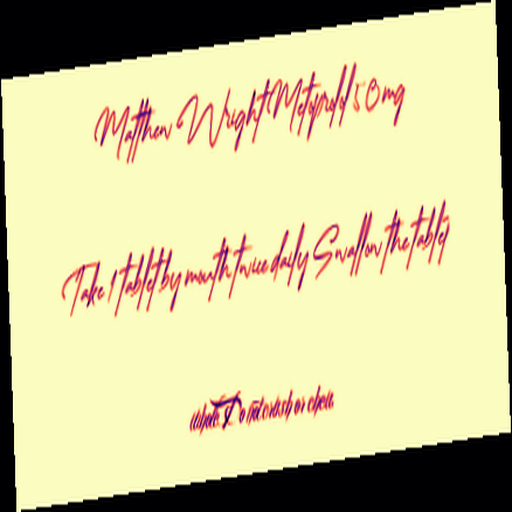 Matthew Wright Metoprolol 50mg
Take 1 tablet by mouth twice daily Swallow the tablet
whole Do not crush or chew